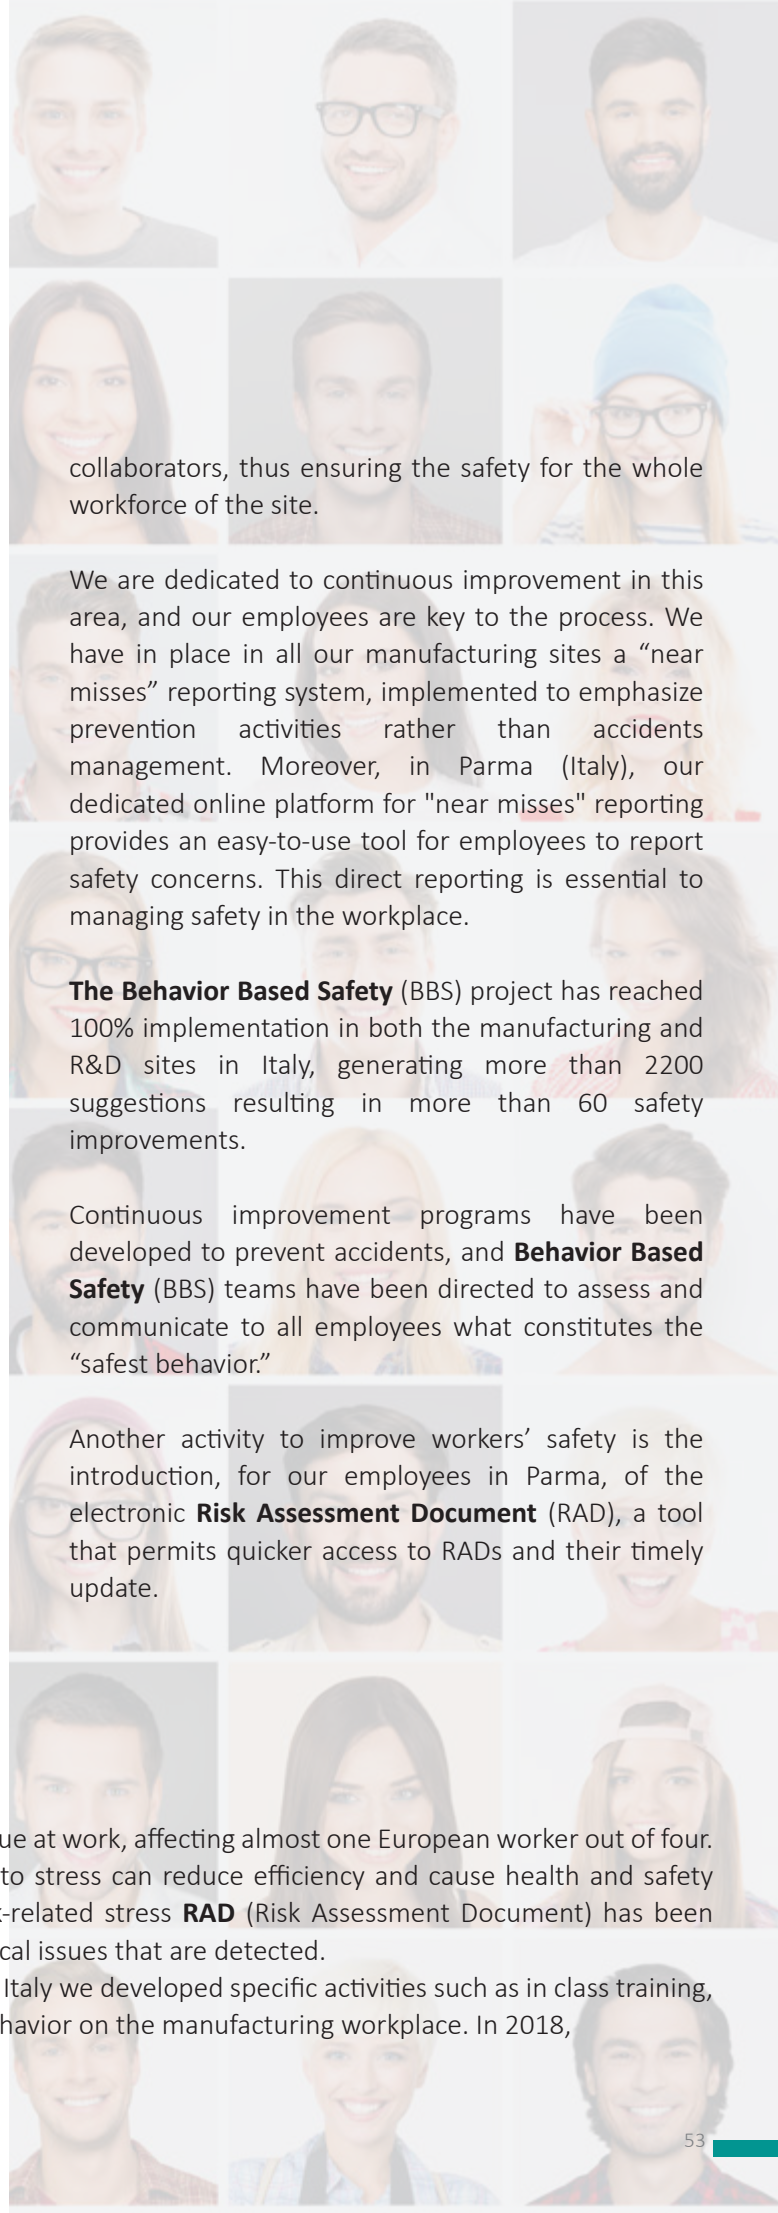 collaborators, thus ensuring the safety for the whole
workforce of the site.
We are dedicated to continuous improvement in this
area, and our employees are key to the process. We
have in place in all our manufacturing sites a “near
misses” reporting system, implemented to emphasize
prevention activities rather than accidents
management. Moreover, in Parma (Italy), our
dedicated online platform for "near misses" reporting
provides an easy-to-use tool for employees to report
safety concerns. This direct reporting is essential to
managing safety in the workplace.
The Behavior Based Safety (BBS) project has reached
100% implementation in both the manufacturing and
R&D sites in Italy, generating more than 2200
suggestions resulting in more than 60 safety
improvements.
Continuous improvement programs have been
developed to prevent accidents, and Behavior Based
Safety (BBS) teams have been directed to assess and
communicate to all employees what constitutes the
“safest behavior.”
Another activity to improve workers’ safety is the
introduction, for our employees in Parma, of the
electronic Risk Assessment Document (RAD), a tool
that permits quicker access to RADs and their timely
update.
ue at work, affecting almost one European worker out of four.
to stress can reduce efficiency and cause health and safety
-related stress RAD (Risk Assessment Document) has been
cal issues that are detected.
Italy we developed specific activities such as in class training,
havior on the manufacturing workplace. In 2018,
53